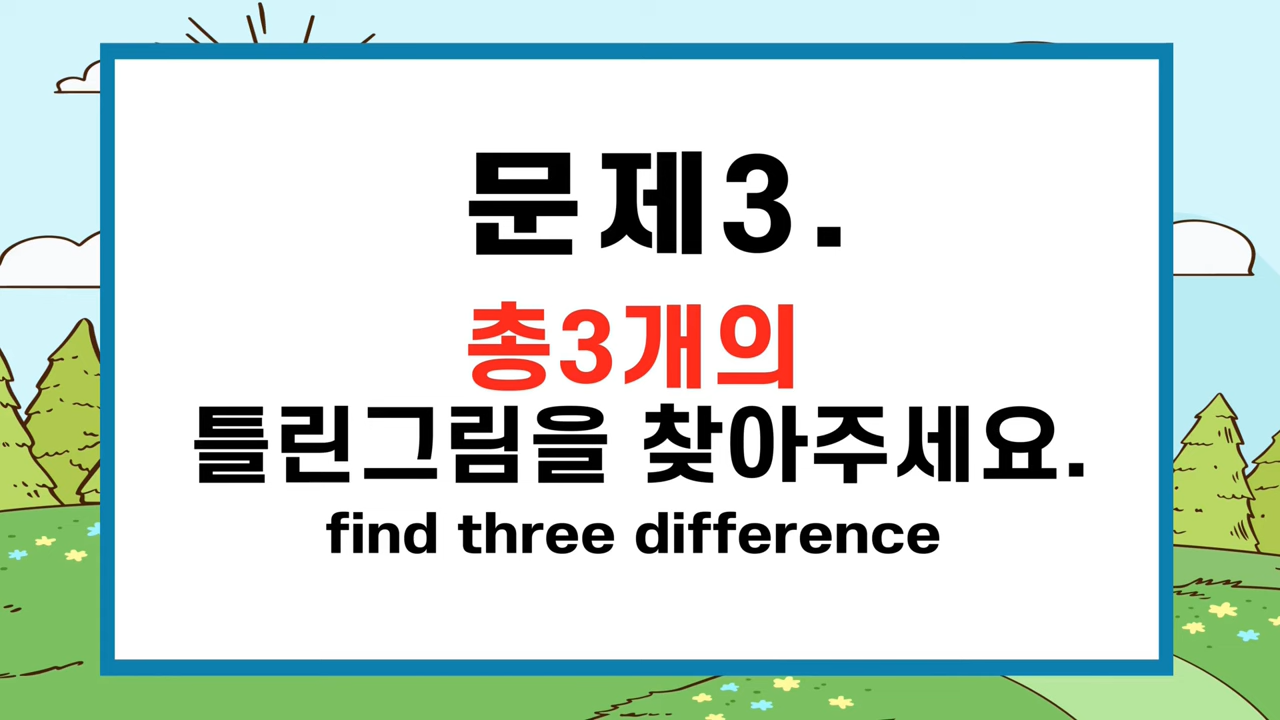 문제3.
총3개의
틀린그림을 찾아주세요.
find three difference